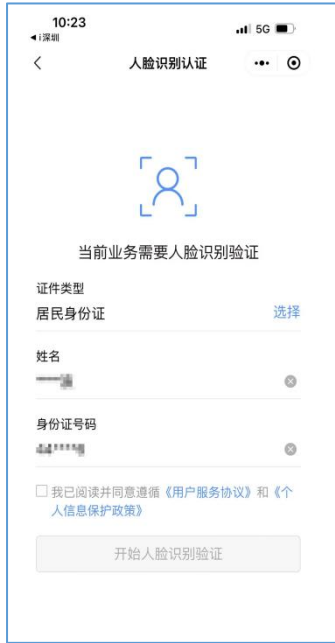 10:23
5G
◀ i深圳
人脸识别认证
当前业务需要人脸识别验证
证件类型
居民身份证
选择
姓名
身份证号码
我已阅读并同意遵循《用户服务协议》和《个
人信息保护政策》
开始人脸识别验证